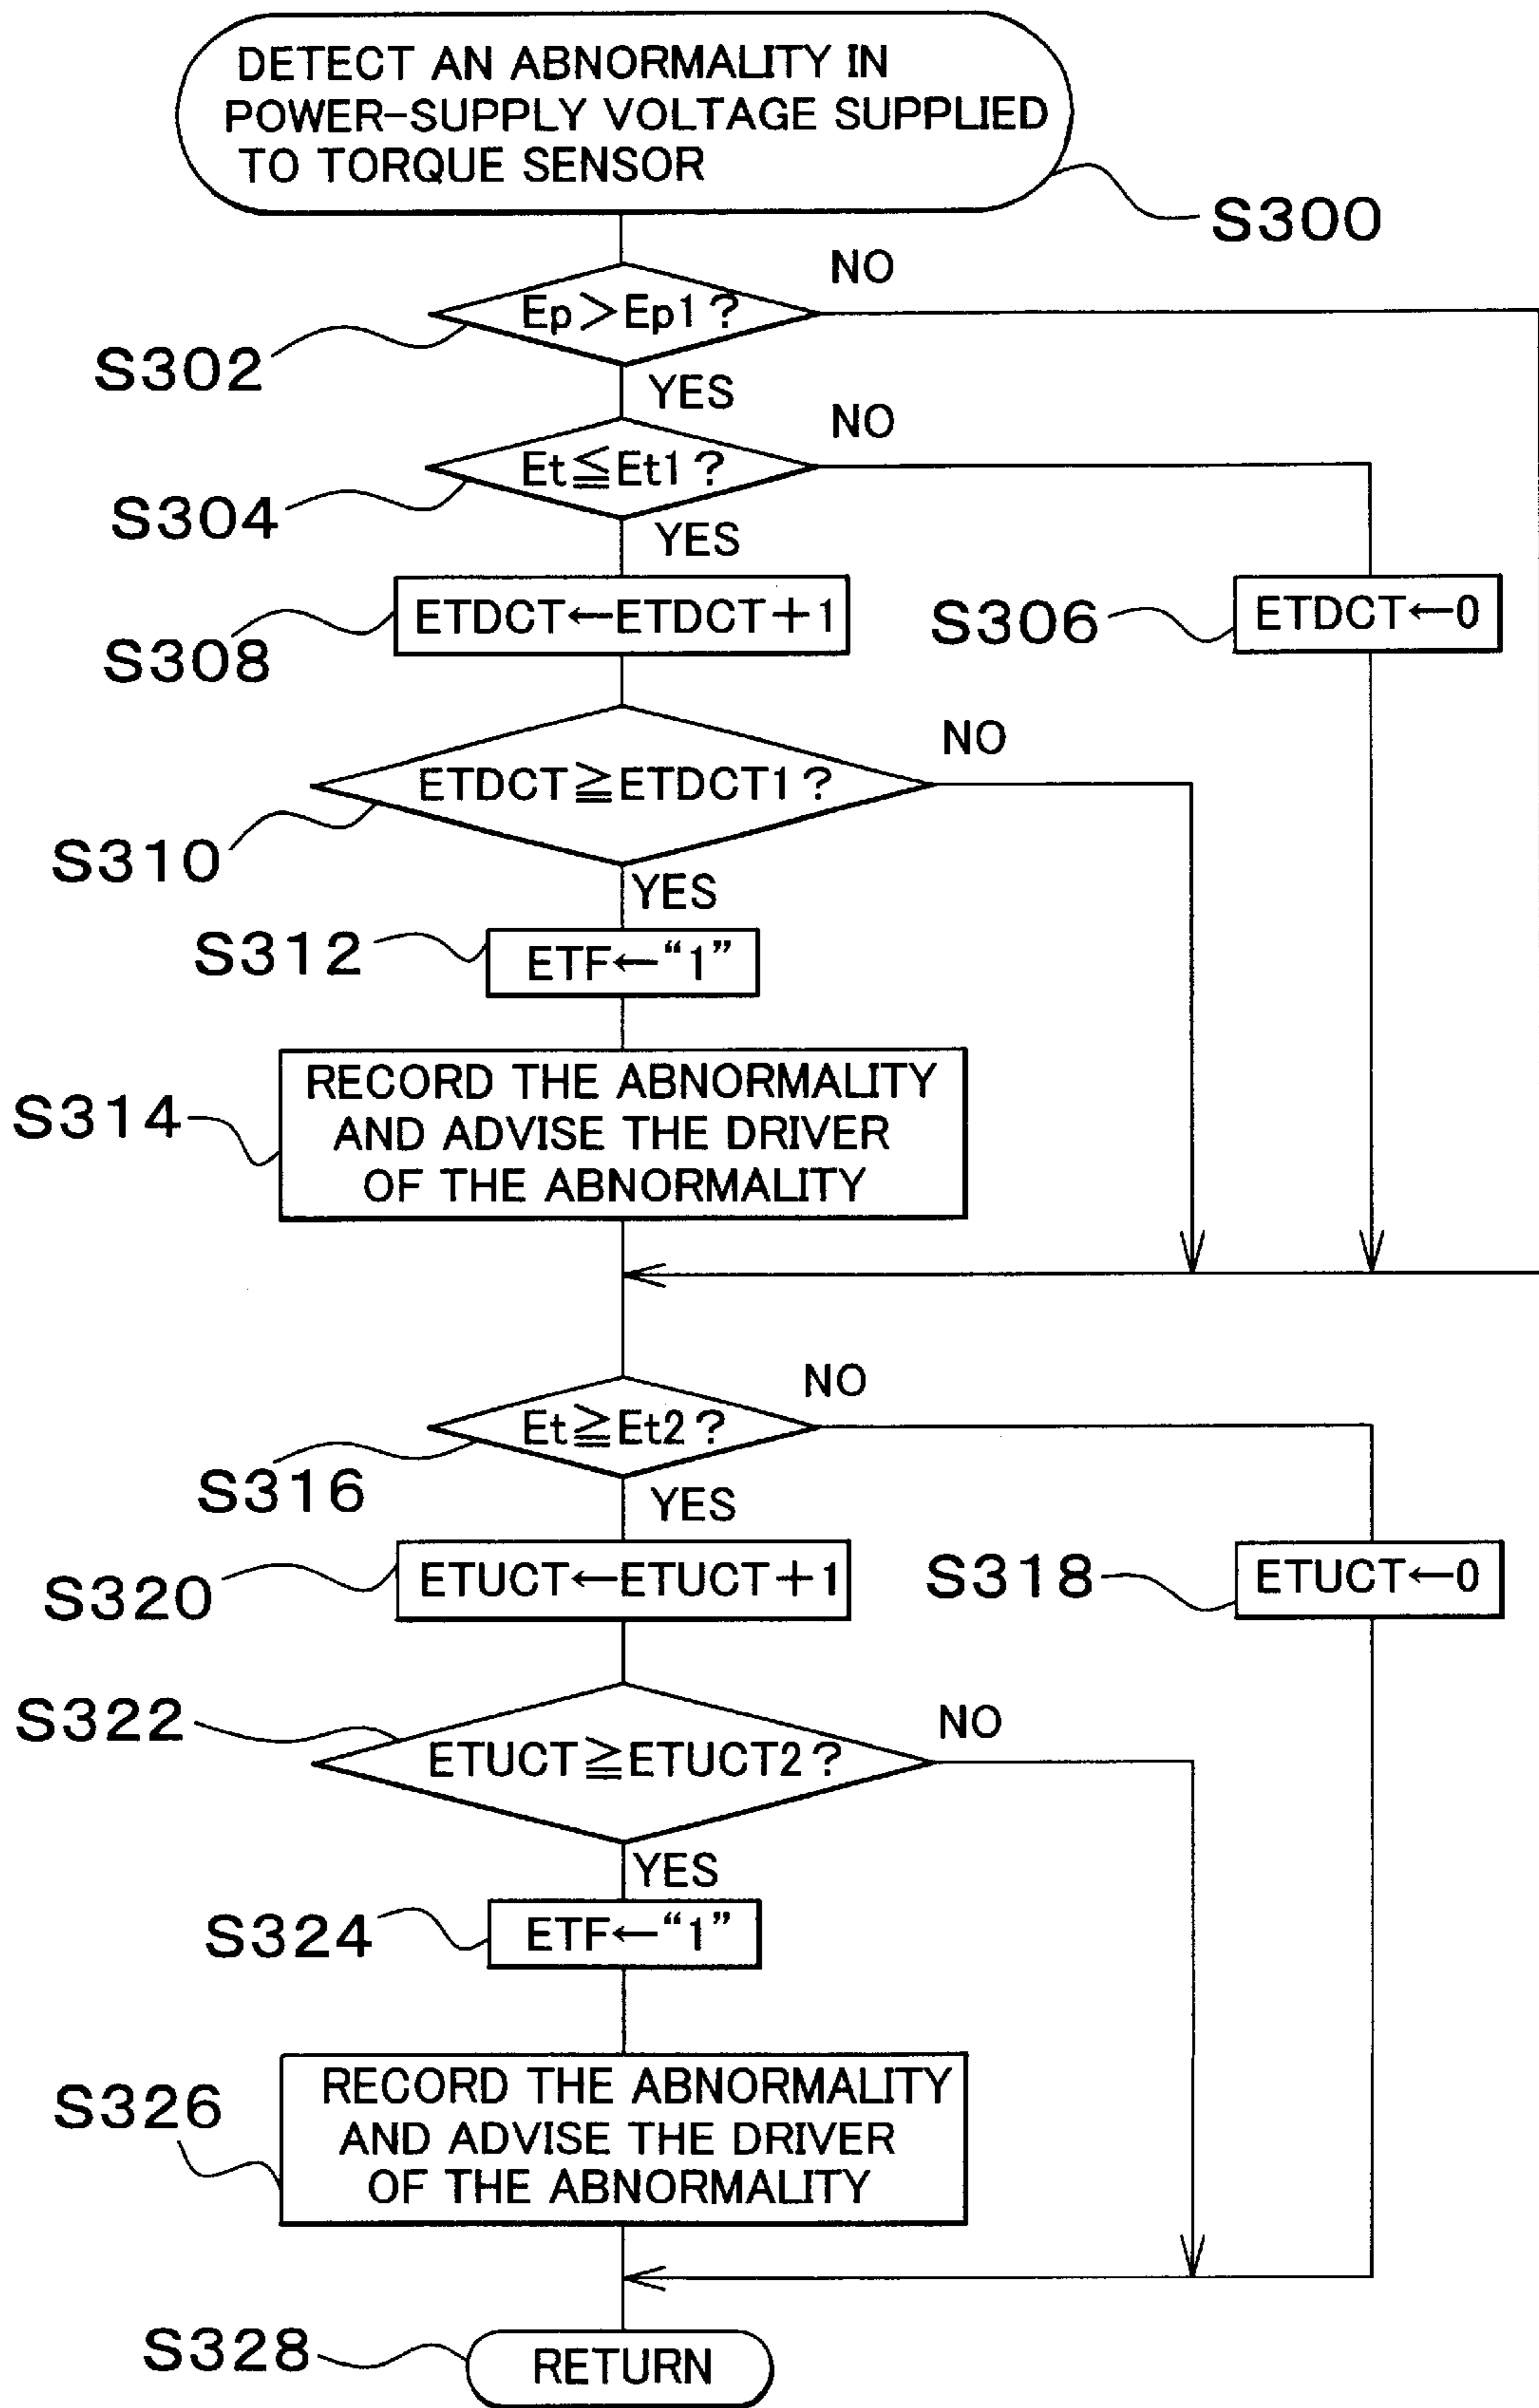 DETECT AN ABNORMALITY IN
POWER-SUPPLY VOLTAGE SUPPLIED
TO TORQUE SENSOR
S300
NO
Ep>Ep1?
S302
YES
NO
Et≦Et1?
S304
YES
ETDCT←ETDCT+1
S308
S306
ETDCT←0
NO
ETDCT≧ETDCT1?
S310
YES
S312
ETF←“1”
RECORD THE ABNORMALITY
AND ADVISE THE DRIVER
OF THE ABNORMALITY
S314
NO
Et≧Et2?
S316
YES
ETUCT←ETUCT+1
S320
S318
ETUCT←0
S322
NO
ETUCT≧ETUCT2?
YES
S324
ETF←“1”
RECORD THE ABNORMALITY
AND ADVISE THE DRIVER
OF THE ABNORMALITY
S326
S328
RETURN